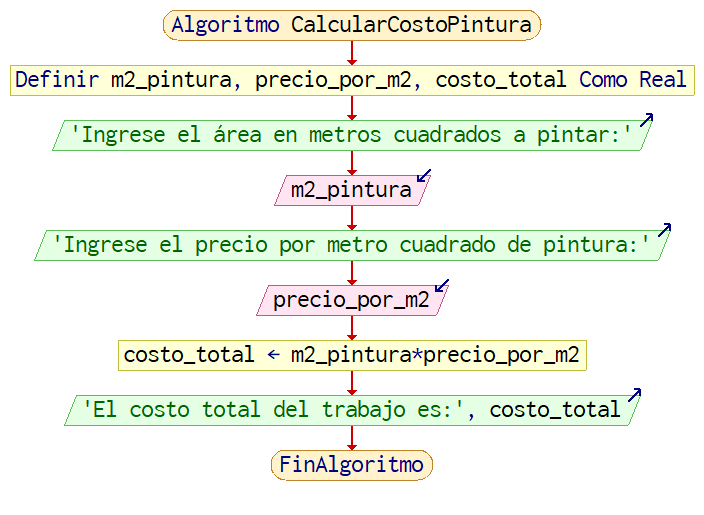 Algoritmo CalcularCostoPintura
Definir m2_pintura, precio_por_m2, costo_total Como Real
'Ingrese el área en metros cuadrados a pintar:'
m2_pintura
'Ingrese el precio por metro cuadrado de pintura:'
precio_por_m2
costo_total ← m2_pintura*precio_por_m2
'El costo total del trabajo es:', costo_total
FinAlgoritmo